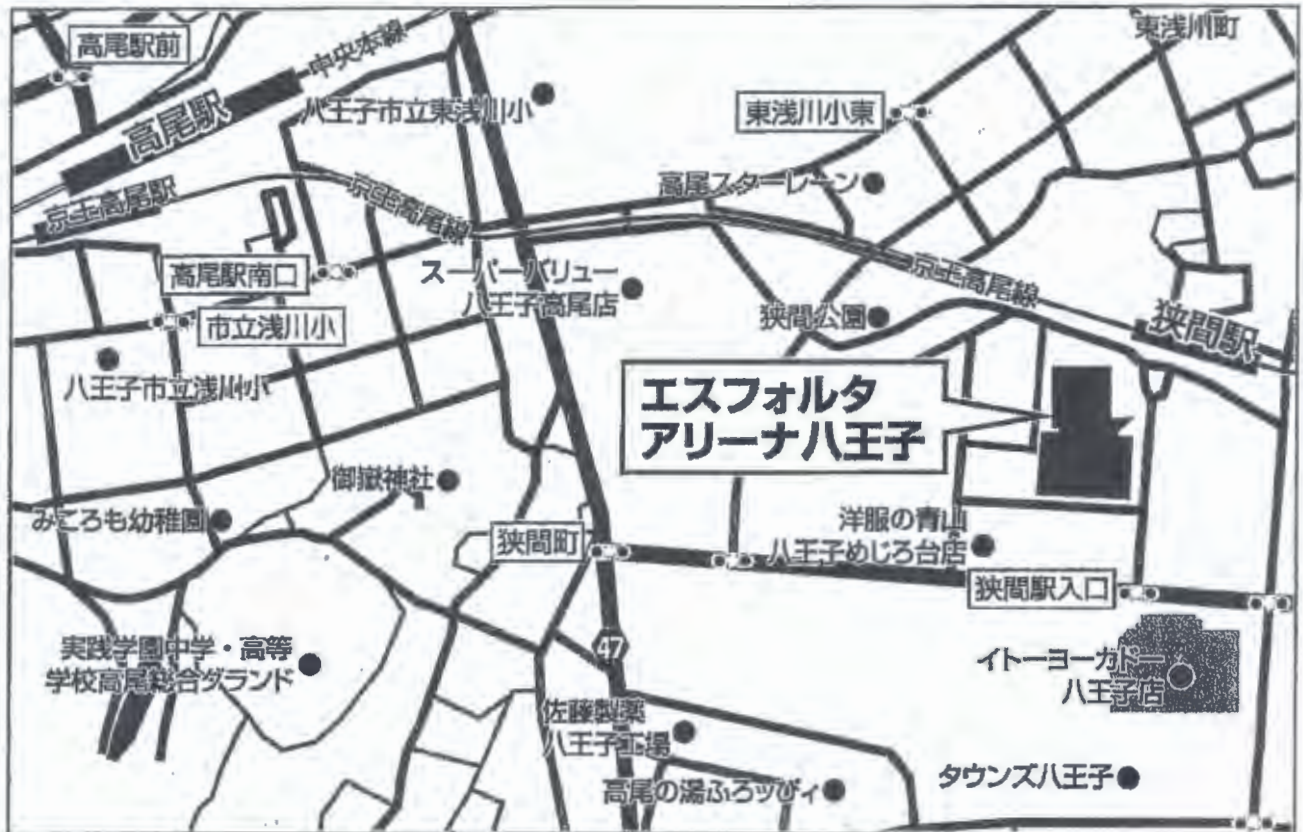 高尾駅前
中央本線
東浅川町
高尾駅
八王子市立東浅川小
東浅川小東
京王高尾駅
京王高尾線
高尾スターレーン
高尾駅南口
スーパーバリュー
八王子高尾店
京王高尾線
狭間公園
狭間駅
市立浅川小
八王子市立浅川小
エスフォルタ
アリーナ八王子
御嶽神社
みころも幼稚園
狭間町
洋服の青山
八王子めじろ台店
狭間駅入口
47
実践学園中学・高等
学校高尾総合グランド
イトーヨーカドー
八王子店
佐藤製薬
八王子工場
高尾の湯ふろッぴィ
タウンズ八王子